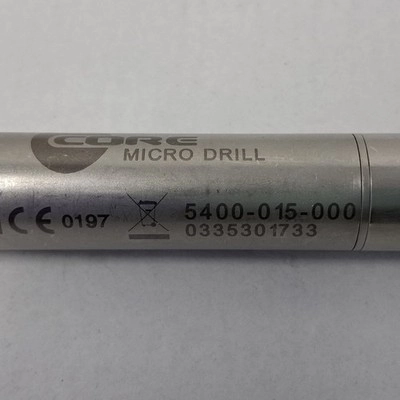 CORE
MICRO DRILL
CE 0197 5400-015-000
0335301733